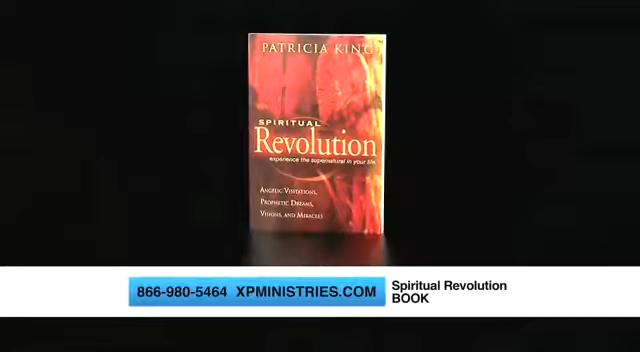 PATRICIA KING
SPIRITUAL
Revolution
experience the supernatural in your life
ANGELIC VISITATIONS,
PROPHETIC DREAMS,
VISIONS, AND MIRACLES
866-980-5464 XPMINISTRIES.COM
Spiritual Revolution
BOOK